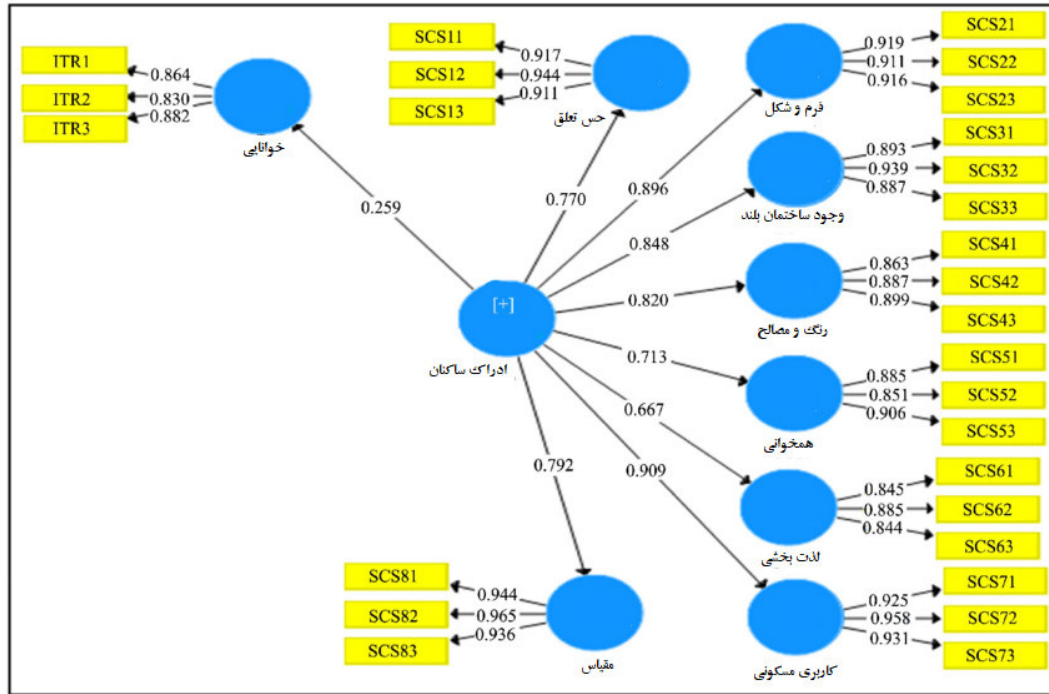 ITR1
ITR2
ITR3
0.864
0.830
0.882
خوانایی
0.259
SCS11
SCS12
SCS13
0.917
0.944
0.911
حس تعلق
0.770
SCS21
SCS22
SCS23
0.919
0.911
0.916
فرم و شکل
0.896
SCS31
SCS32
SCS33
0.893
0.939
0.887
وجود ساختمان بلند
0.848
SCS41
SCS42
SCS43
0.863
0.887
0.899
رنگ و مصالح
0.820
[+]
ادراک ساکنان
SCS51
SCS52
SCS53
0.885
0.851
0.906
همخوانی
0.713
SCS61
SCS62
SCS63
0.845
0.885
0.844
لذت بخشی
0.667
SCS71
SCS72
SCS73
0.925
0.958
0.931
کاربری مسکونی
0.909
SCS81
SCS82
SCS83
0.944
0.965
0.936
مقیاس
0.792